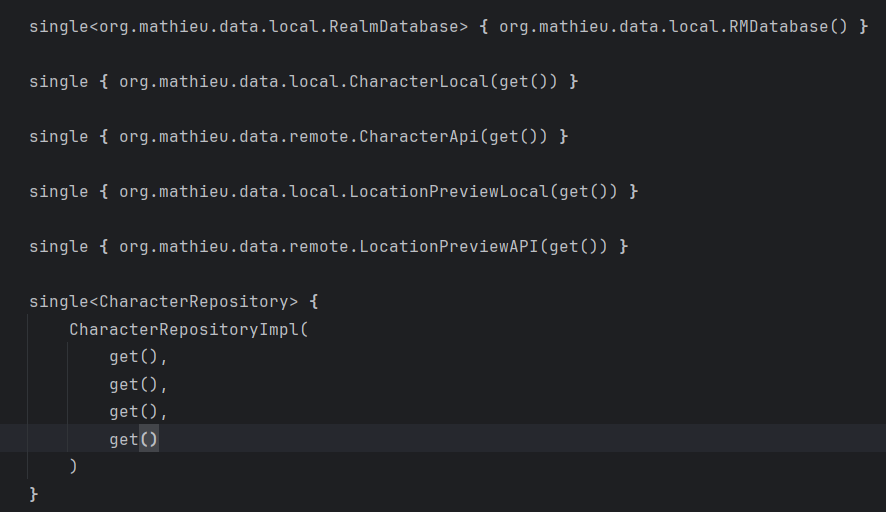 single<org.mathieu.data.local.RealmDatabase> { org.mathieu.data.local.RMDatabase() }
single { org.mathieu.data.local.CharacterLocal(get()) }
single { org.mathieu.data.remote.CharacterApi(get()) }
single { org.mathieu.data.local.LocationPreviewLocal(get()) }
single { org.mathieu.data.remote.LocationPreviewAPI(get()) }
single<CharacterRepository> {
    CharacterRepositoryImpl(
        get(),
        get(),
        get(),
        get()
    )
}